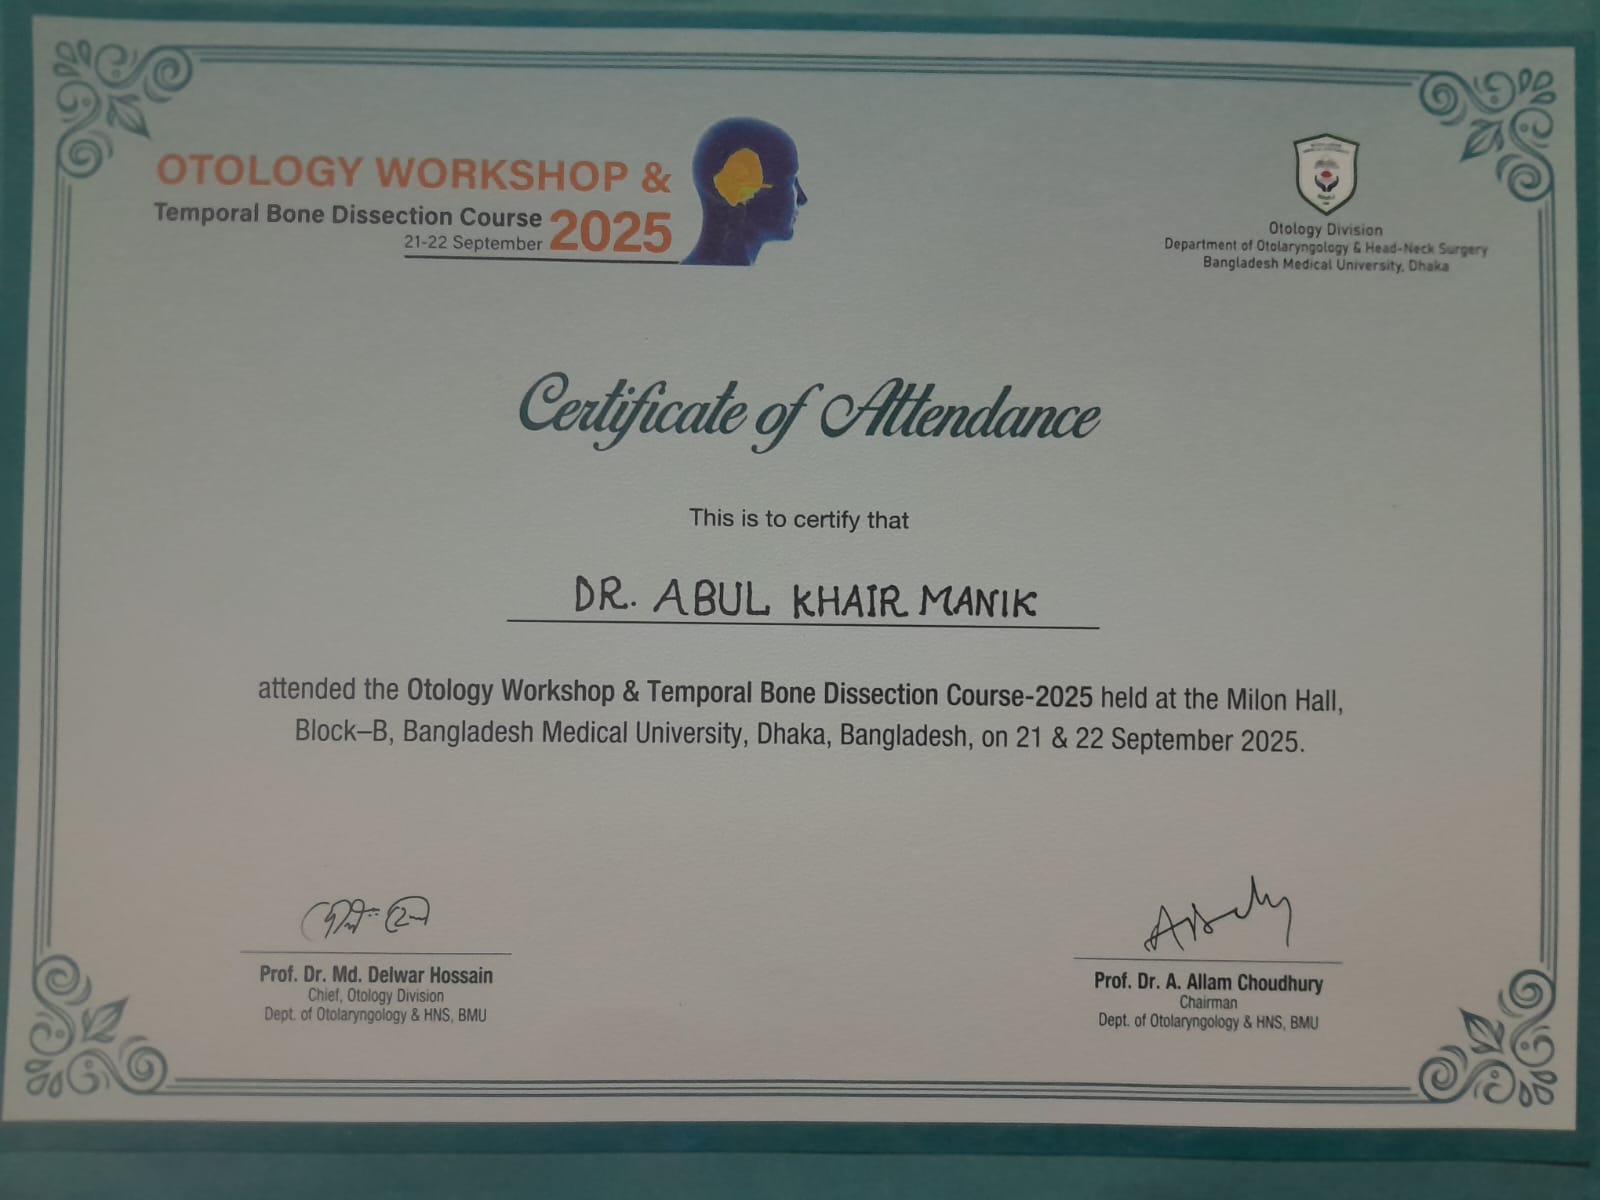 OTOLOGY WORKSHOP &
Temporal Bone Dissection Course
21-22 September 2025
Otology Division
Department of Otolaryngology & Head-Neck Surgery
Bangladesh Medical University, Dhaka
Certificate of Attendance
This is to certify that
DR. ABUL KHAIR MANIK
attended the Otology Workshop & Temporal Bone Dissection Course-2025 held at the Milon Hall,
Block–B, Bangladesh Medical University, Dhaka, Bangladesh, on 21 & 22 September 2025.
Prof. Dr. Md. Delwar Hossain
Chief, Otology Division
Dept. of Otolaryngology & HNS, BMU
Prof. Dr. A. Allam Choudhury
Chairman
Dept. of Otolaryngology & HNS, BMU